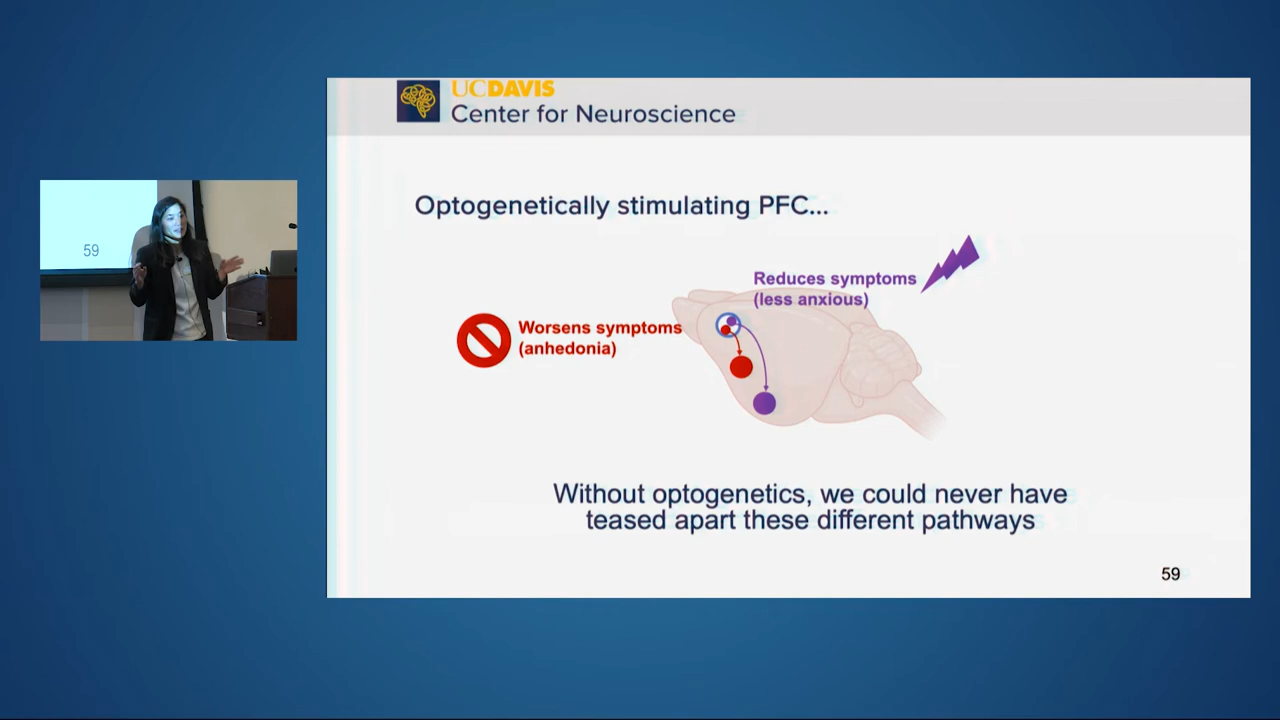 UCDAVIS
Center for Neuroscience
Optogenetically stimulating PFC...
Reduces symptoms
(less anxious)
Worsens symptoms
(anhedonia)
Without optogenetics, we could never have
teased apart these different pathways
59
59